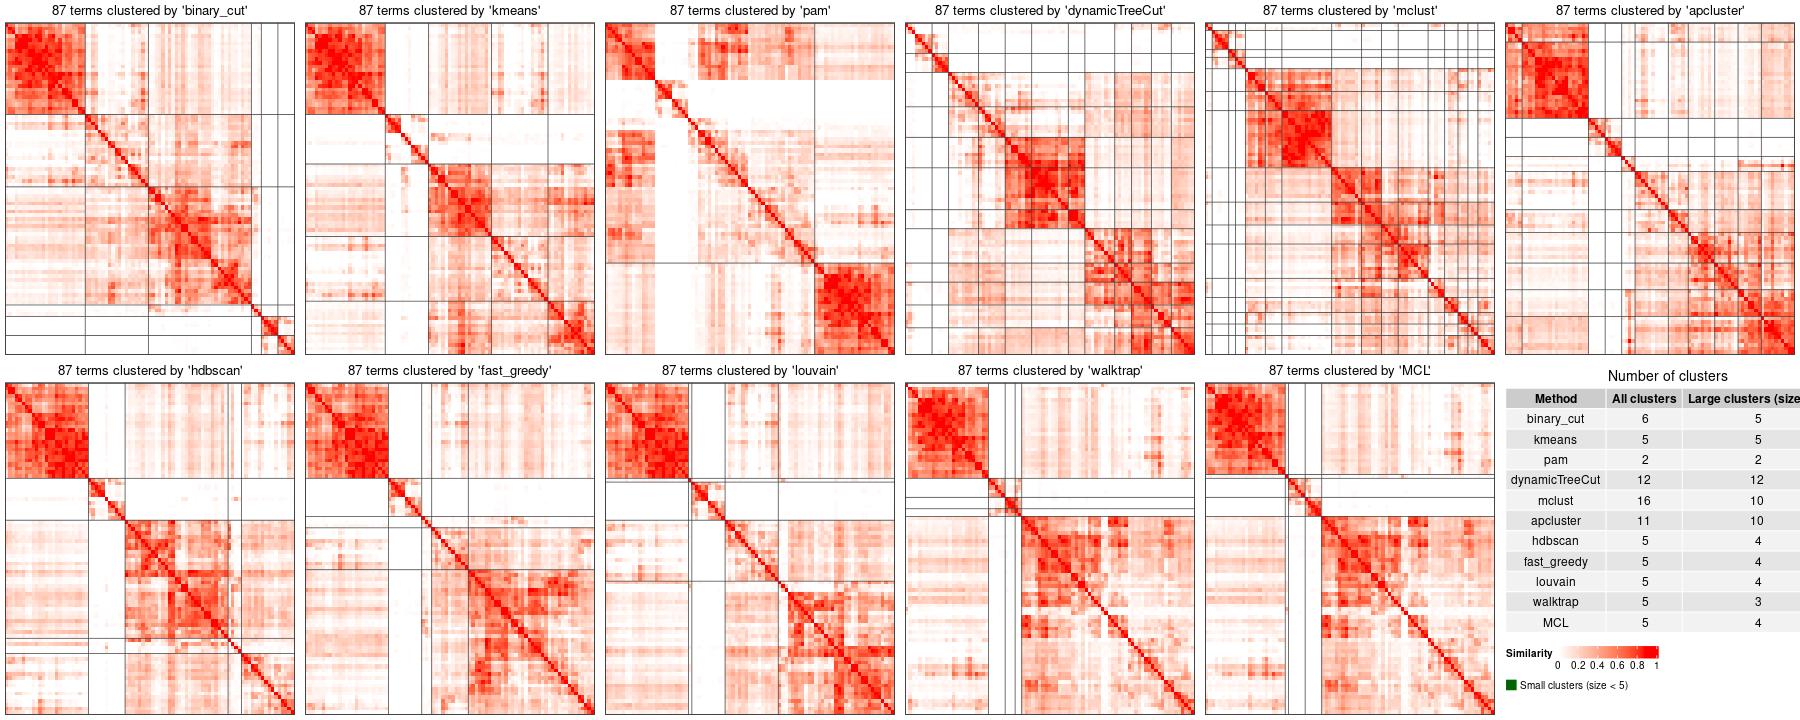 87 terms clustered by 'binary_cut'
87 terms clustered by 'kmeans'
87 terms clustered by 'pam'
87 terms clustered by 'dynamicTreeCut'
87 terms clustered by 'mclust'
87 terms clustered by 'apcluster'
87 terms clustered by 'hdbscan'
87 terms clustered by 'fast_greedy'
87 terms clustered by 'louvain'
87 terms clustered by 'walktrap'
87 terms clustered by 'MCL'
Number of clusters
Method All clusters Large clusters (size
binary_cut 6 5
kmeans 5 5
pam 2 2
dynamicTreeCut 12 12
mclust 16 10
apcluster 11 10
hdbscan 5 4
fast_greedy 5 4
louvain 5 4
walktrap 5 3
MCL 5 4
Similarity
0 0.2 0.4 0.6 0.8 1
Small clusters (size < 5)